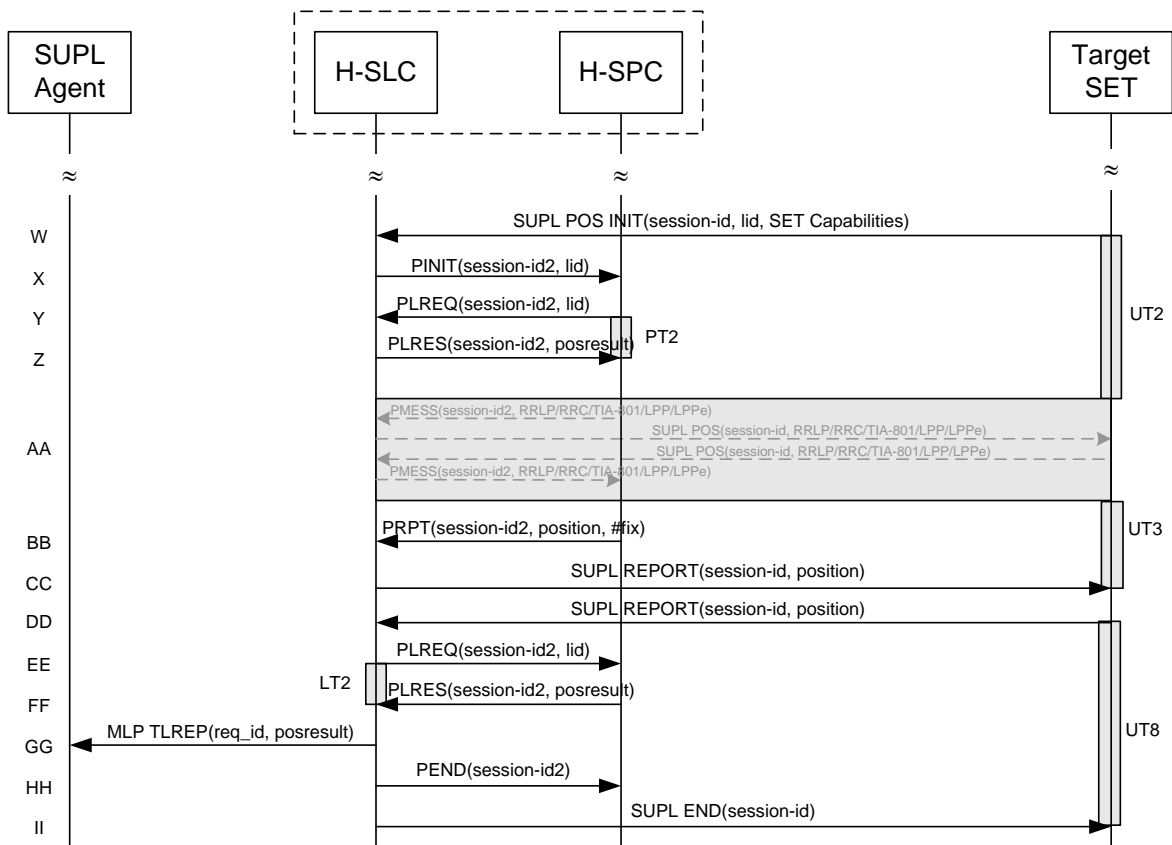 SUPL
Agent
H-SLC
H-SPC
Target
SET
≈
≈
≈
≈
W
SUPL POS INIT(session-id, lid, SET Capabilities)
X
PINIT(session-id2, lid)
Y
PLREQ(session-id2, lid)
UT2
Z
PLRES(session-id2, posresult)
PT2
PMESS(session-id2, RRLP/RRC/TIA-801/LPP/LPPe)
SUPL POS(session-id, RRLP/RRC/TIA-801/LPP/LPPe)
AA
SUPL POS(session-id, RRLP/RRC/TIA-801/LPP/LPPe)
PMESS(session-id2, RRLP/RRC/TIA-801/LPP/LPPe)
BB
PRPT(session-id2, position, #fix)
UT3
CC
SUPL REPORT(session-id, position)
DD
SUPL REPORT(session-id, position)
EE
PLREQ(session-id2, lid)
LT2
FF
PLRES(session-id2, posresult)
GG
MLP TLREP(req_id, posresult)
UT8
HH
PEND(session-id2)
II
SUPL END(session-id)